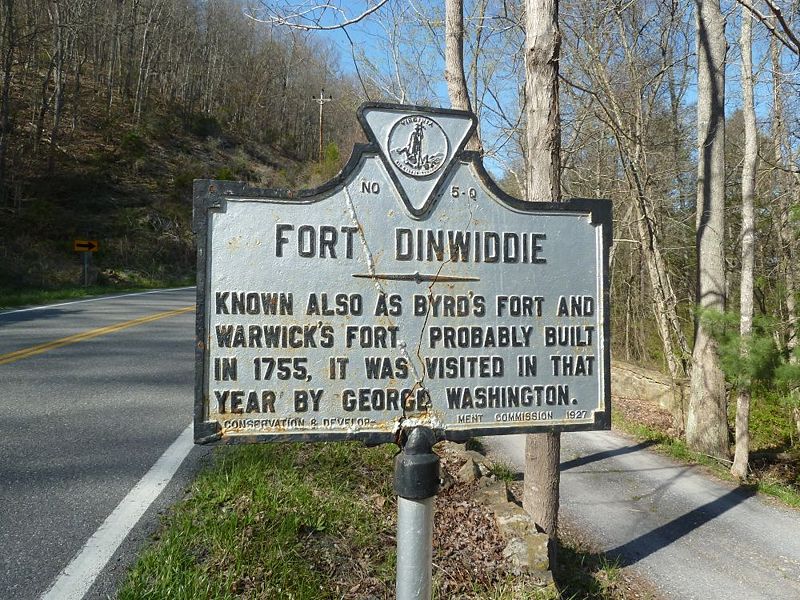 VIRGINIA
NO 5-Q
FORT DINWIDDIE
KNOWN ALSO AS BYRD'S FORT AND
WARWICK'S FORT. PROBABLY BUILT
IN 1755, IT WAS VISITED IN THAT
YEAR BY GEORGE WASHINGTON.
CONSERVATION & DEVELOP- MENT COMMISSION 1927